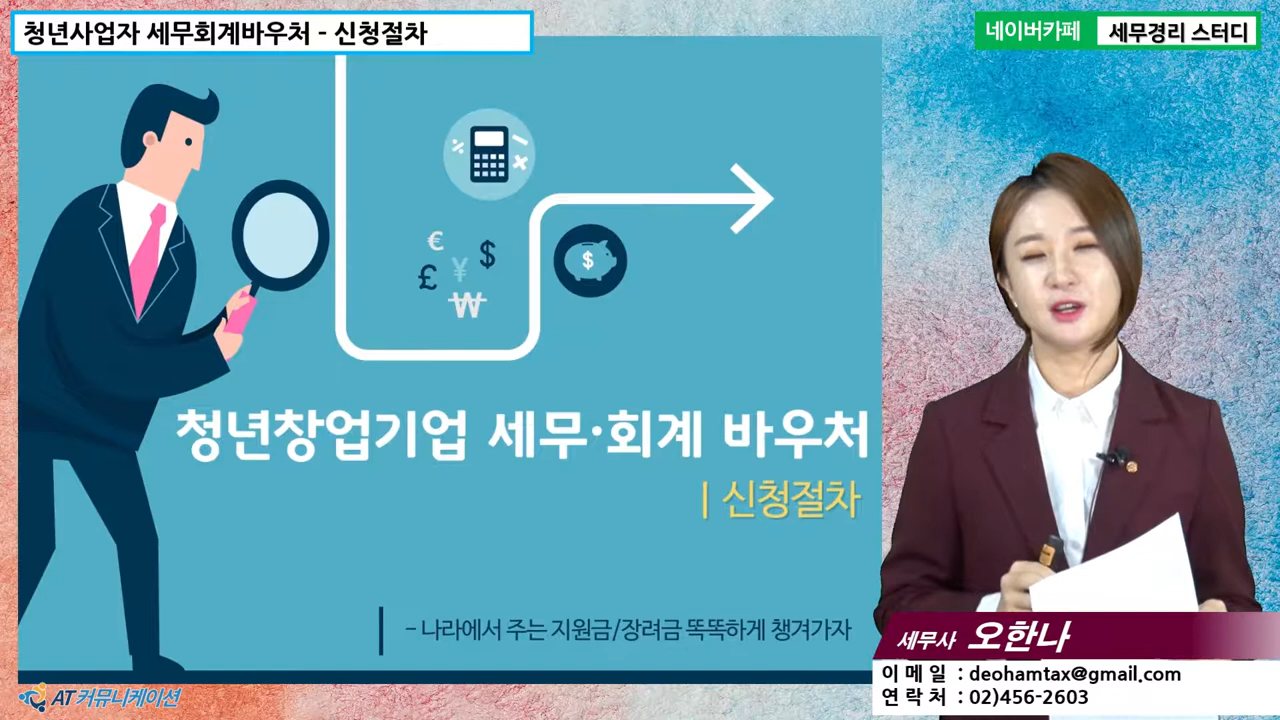 청년사업자 세무회계바우처 - 신청절차
네이버카페 세무경리 스터디
% − ×
€ $
£ ¥
₩
$
청년창업기업 세무·회계 바우처
| 신청절차
- 나라에서 주는 지원금/장려금 똑똑하게 챙겨가자
세무사 오한나
이 메 일 : deohamtax@gmail.com
연 락 처 : 02)456-2603
AT커뮤니케이션